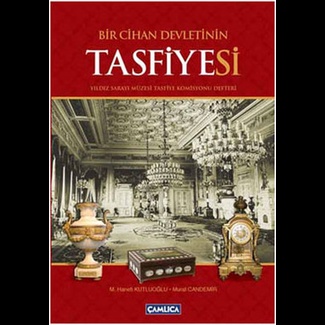 BİR CİHAN DEVLETİNİN
TASFİYESİ
YILDIZ SARAYI MÜZESİ TASFİYE KOMİSYONU DEFTERİ
M. Hanefi KUTLUOĞLU - Murat CANDEMİR
ÇAMLICA